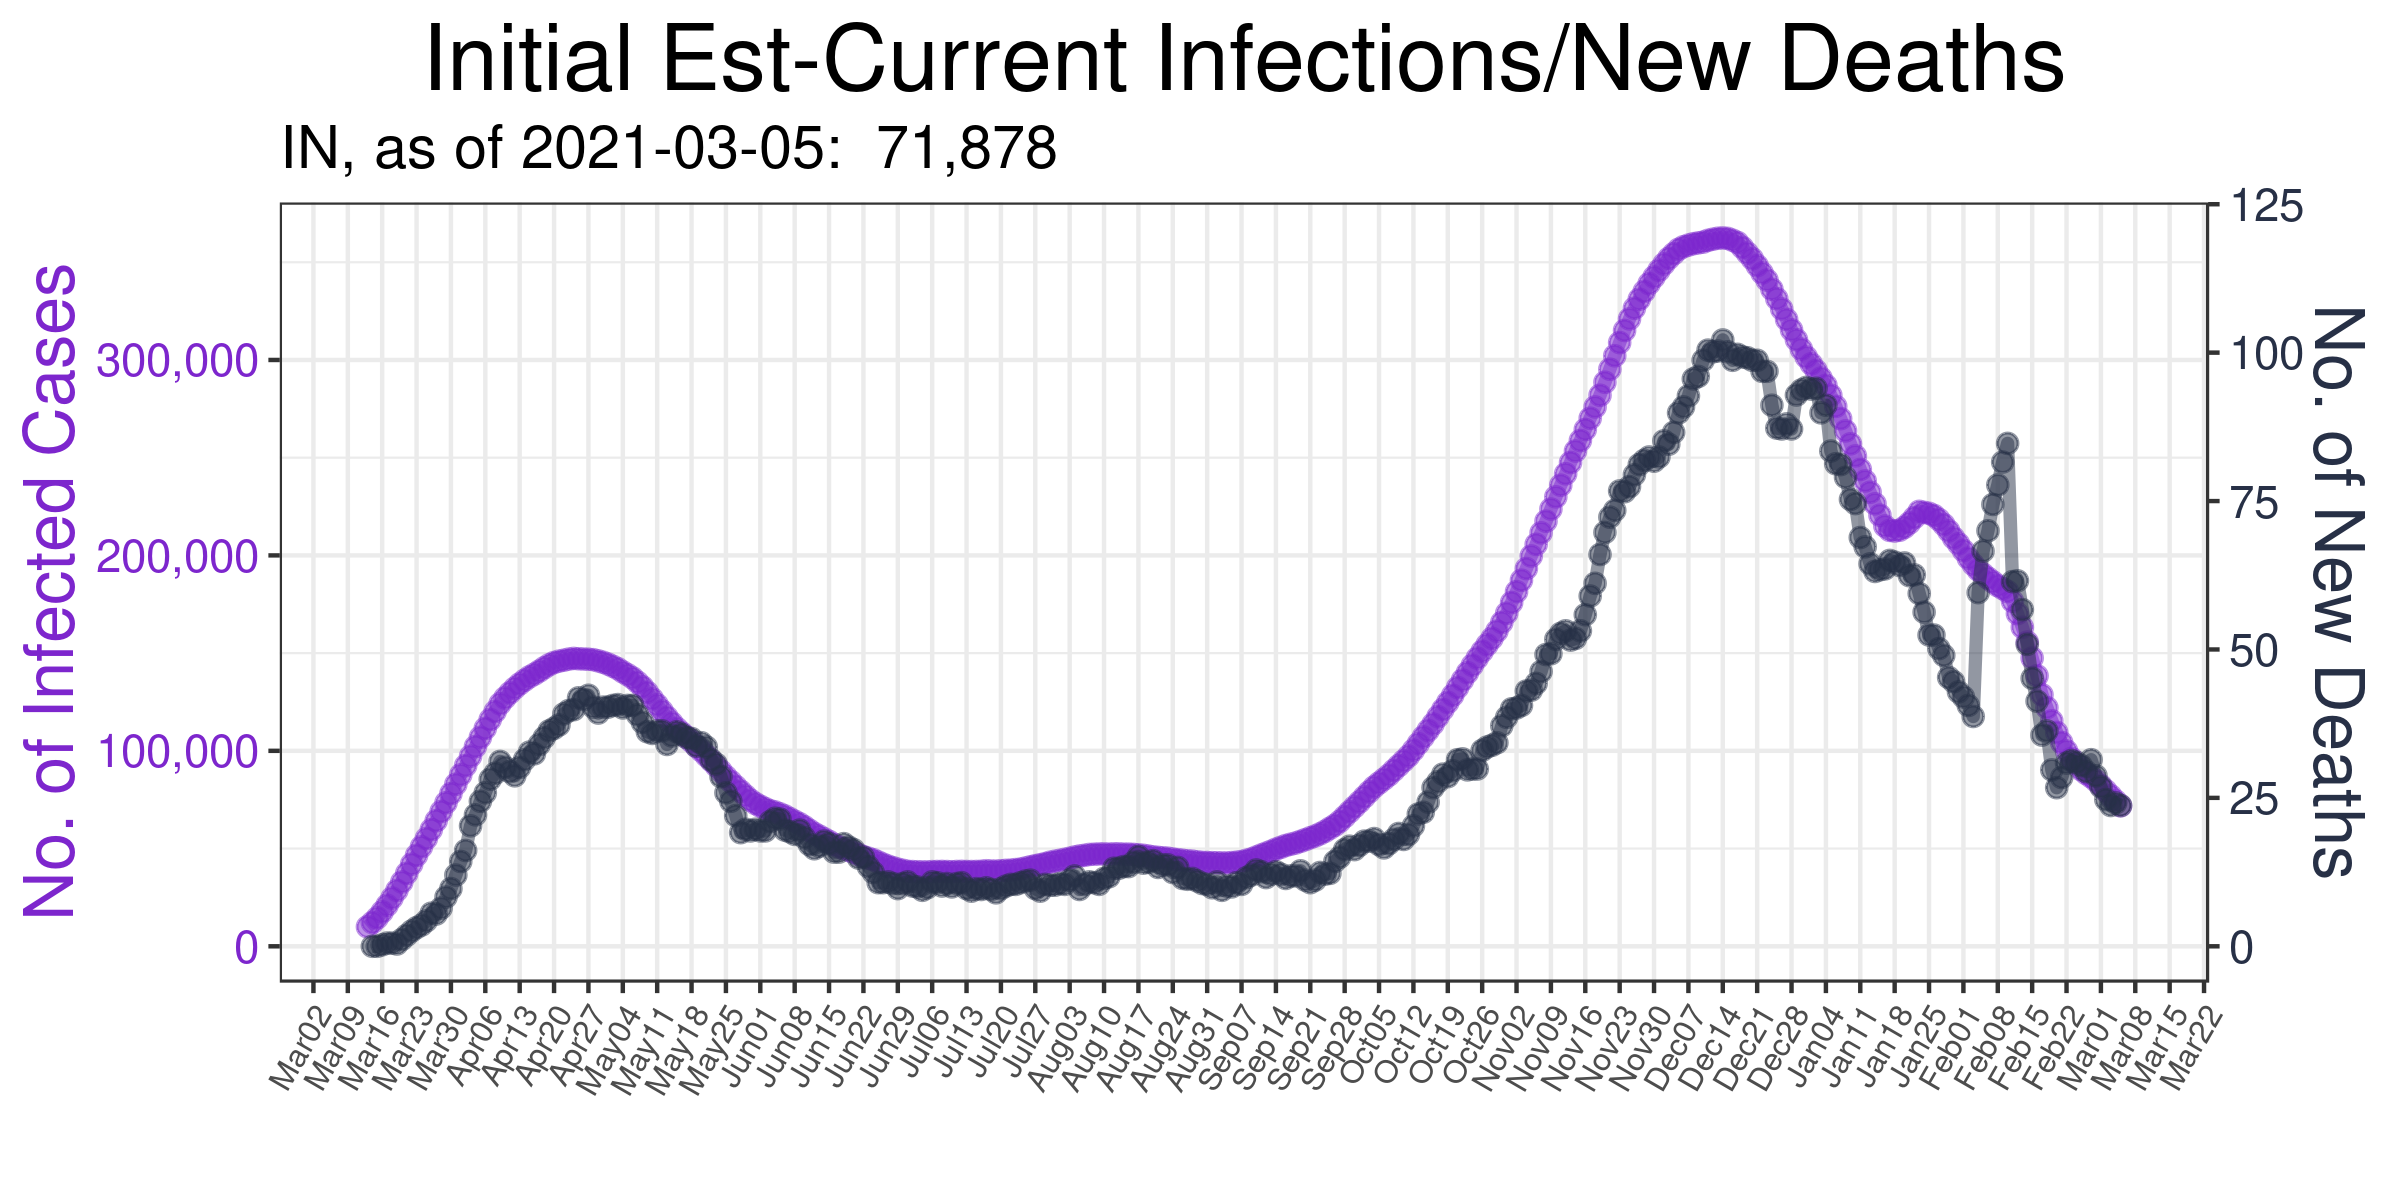 Initial Est-Current Infections/New Deaths
IN, as of 2021-03-05:  71,878
No. of Infected Cases
300,000
200,000
100,000
0
125
100
75
50
25
0
No. of New Deaths
Mar02
Mar09
Mar16
Mar23
Mar30
Apr06
Apr13
Apr20
Apr27
May04
May11
May18
May25
Jun01
Jun08
Jun15
Jun22
Jun29
Jul06
Jul13
Jul20
Jul27
Aug03
Aug10
Aug17
Aug24
Aug31
Sep07
Sep14
Sep21
Sep28
Oct05
Oct12
Oct19
Oct26
Nov02
Nov09
Nov16
Nov23
Nov30
Dec07
Dec14
Dec21
Dec28
Dec04
Jan11
Jan18
Jan25
Jan25
Feb01
Feb08
Feb15
Feb22
Mar01
Mar08
Mar15
Mar22